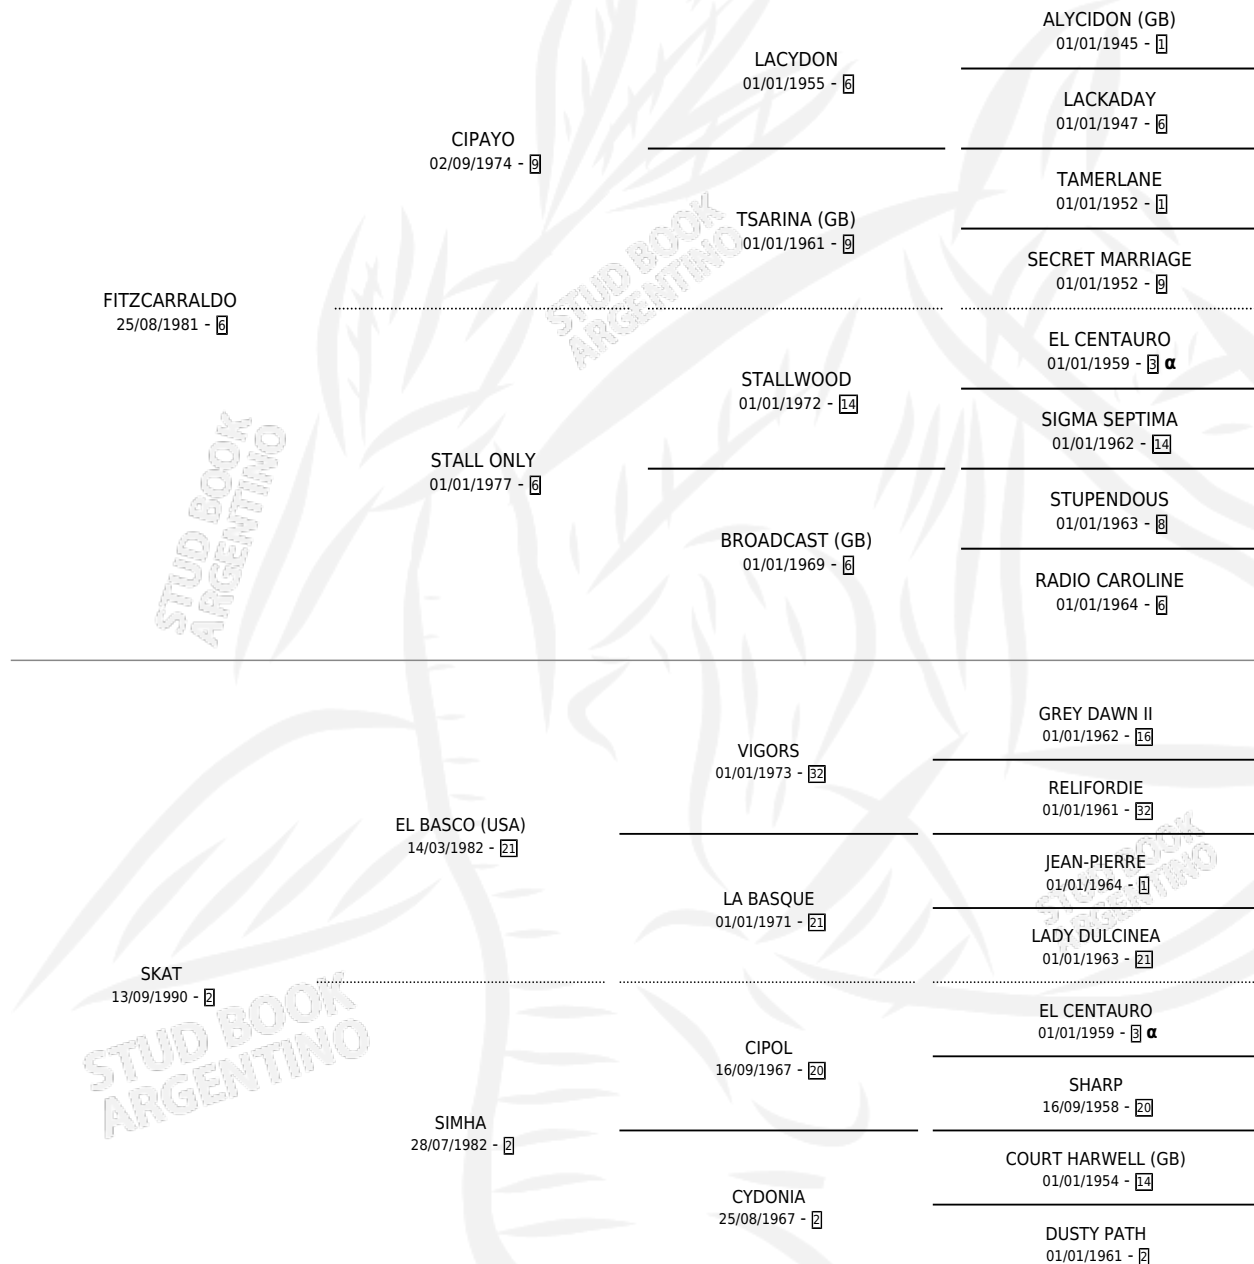 ALYCIDON (GB)
01/01/1945 - 1
LACYDON
01/01/1955 - 6
LACKADAY
01/01/1947 - 6
CIPAYO
02/09/1974 - 9
TAMERLANE
01/01/1952 - 1
TSARINA (GB)
01/01/1961 - 9
SECRET MARRIAGE
01/01/1952 - 9
FITZCARRALDO
25/08/1981 - 6
EL CENTAURO
01/01/1959 - 3 α
STALLWOOD
01/01/1972 - 14
SIGMA SEPTIMA
01/01/1962 - 14
STALL ONLY
01/01/1977 - 6
STUPENDOUS
01/01/1963 - 8
BROADCAST (GB)
01/01/1969 - 6
RADIO CAROLINE
01/01/1964 - 6
GREY DAWN II
01/01/1962 - 16
VIGORS
01/01/1973 - 32
RELIFORDIE
01/01/1961 - 32
EL BASCO (USA)
14/03/1982 - 21
JEAN-PIERRE
01/01/1964 - 1
LA BASQUE
01/01/1971 - 21
LADY DULCINEA
01/01/1963 - 21
SKAT
13/09/1990 - 2
EL CENTAURO
01/01/1959 - 3 α
CIPOL
16/09/1967 - 20
SHARP
16/09/1958 - 20
SIMHA
28/07/1982 - 2
COURT HARWELL (GB)
01/01/1954 - 14
CYDONIA
25/08/1967 - 2
DUSTY PATH
01/01/1961 - 2
STUD BOOK
ARGENTINO
STUD BOOK
ARGENTINO
STUD BOOK
ARGENTINO
STUD BOOK
ARGENTINO